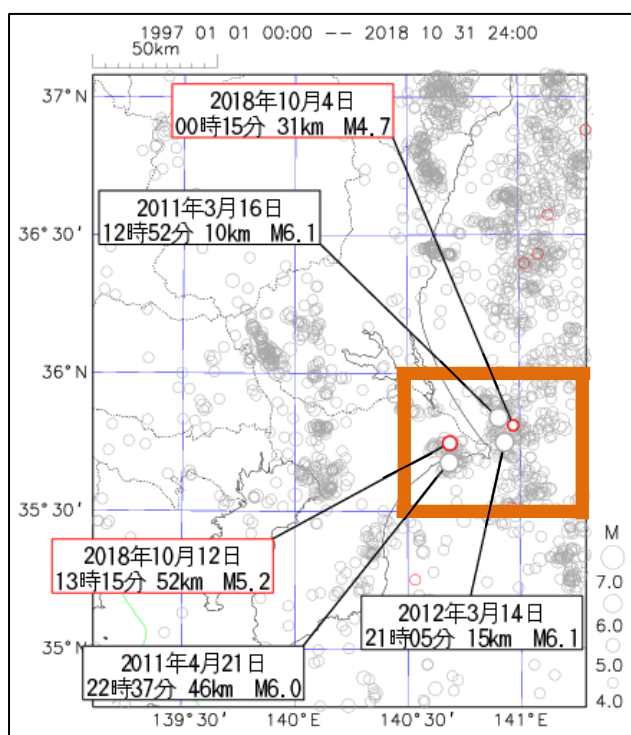 1997 01 01 00:00 -- 2018 10 31 24:00
50km
37°N
2018年10月4日
00時15分 31km M4.7
2011年3月16日
12時52分 10km M6.1
36°30'
36°N
35°30'
2018年10月12日
13時15分 52km M5.2
2012年3月14日
21時05分 15km M6.1
2011年4月21日
22時37分 46km M6.0
35°N
M
7.0
6.0
5.0
4.0
139°30'
140°E
140°30'
141°E